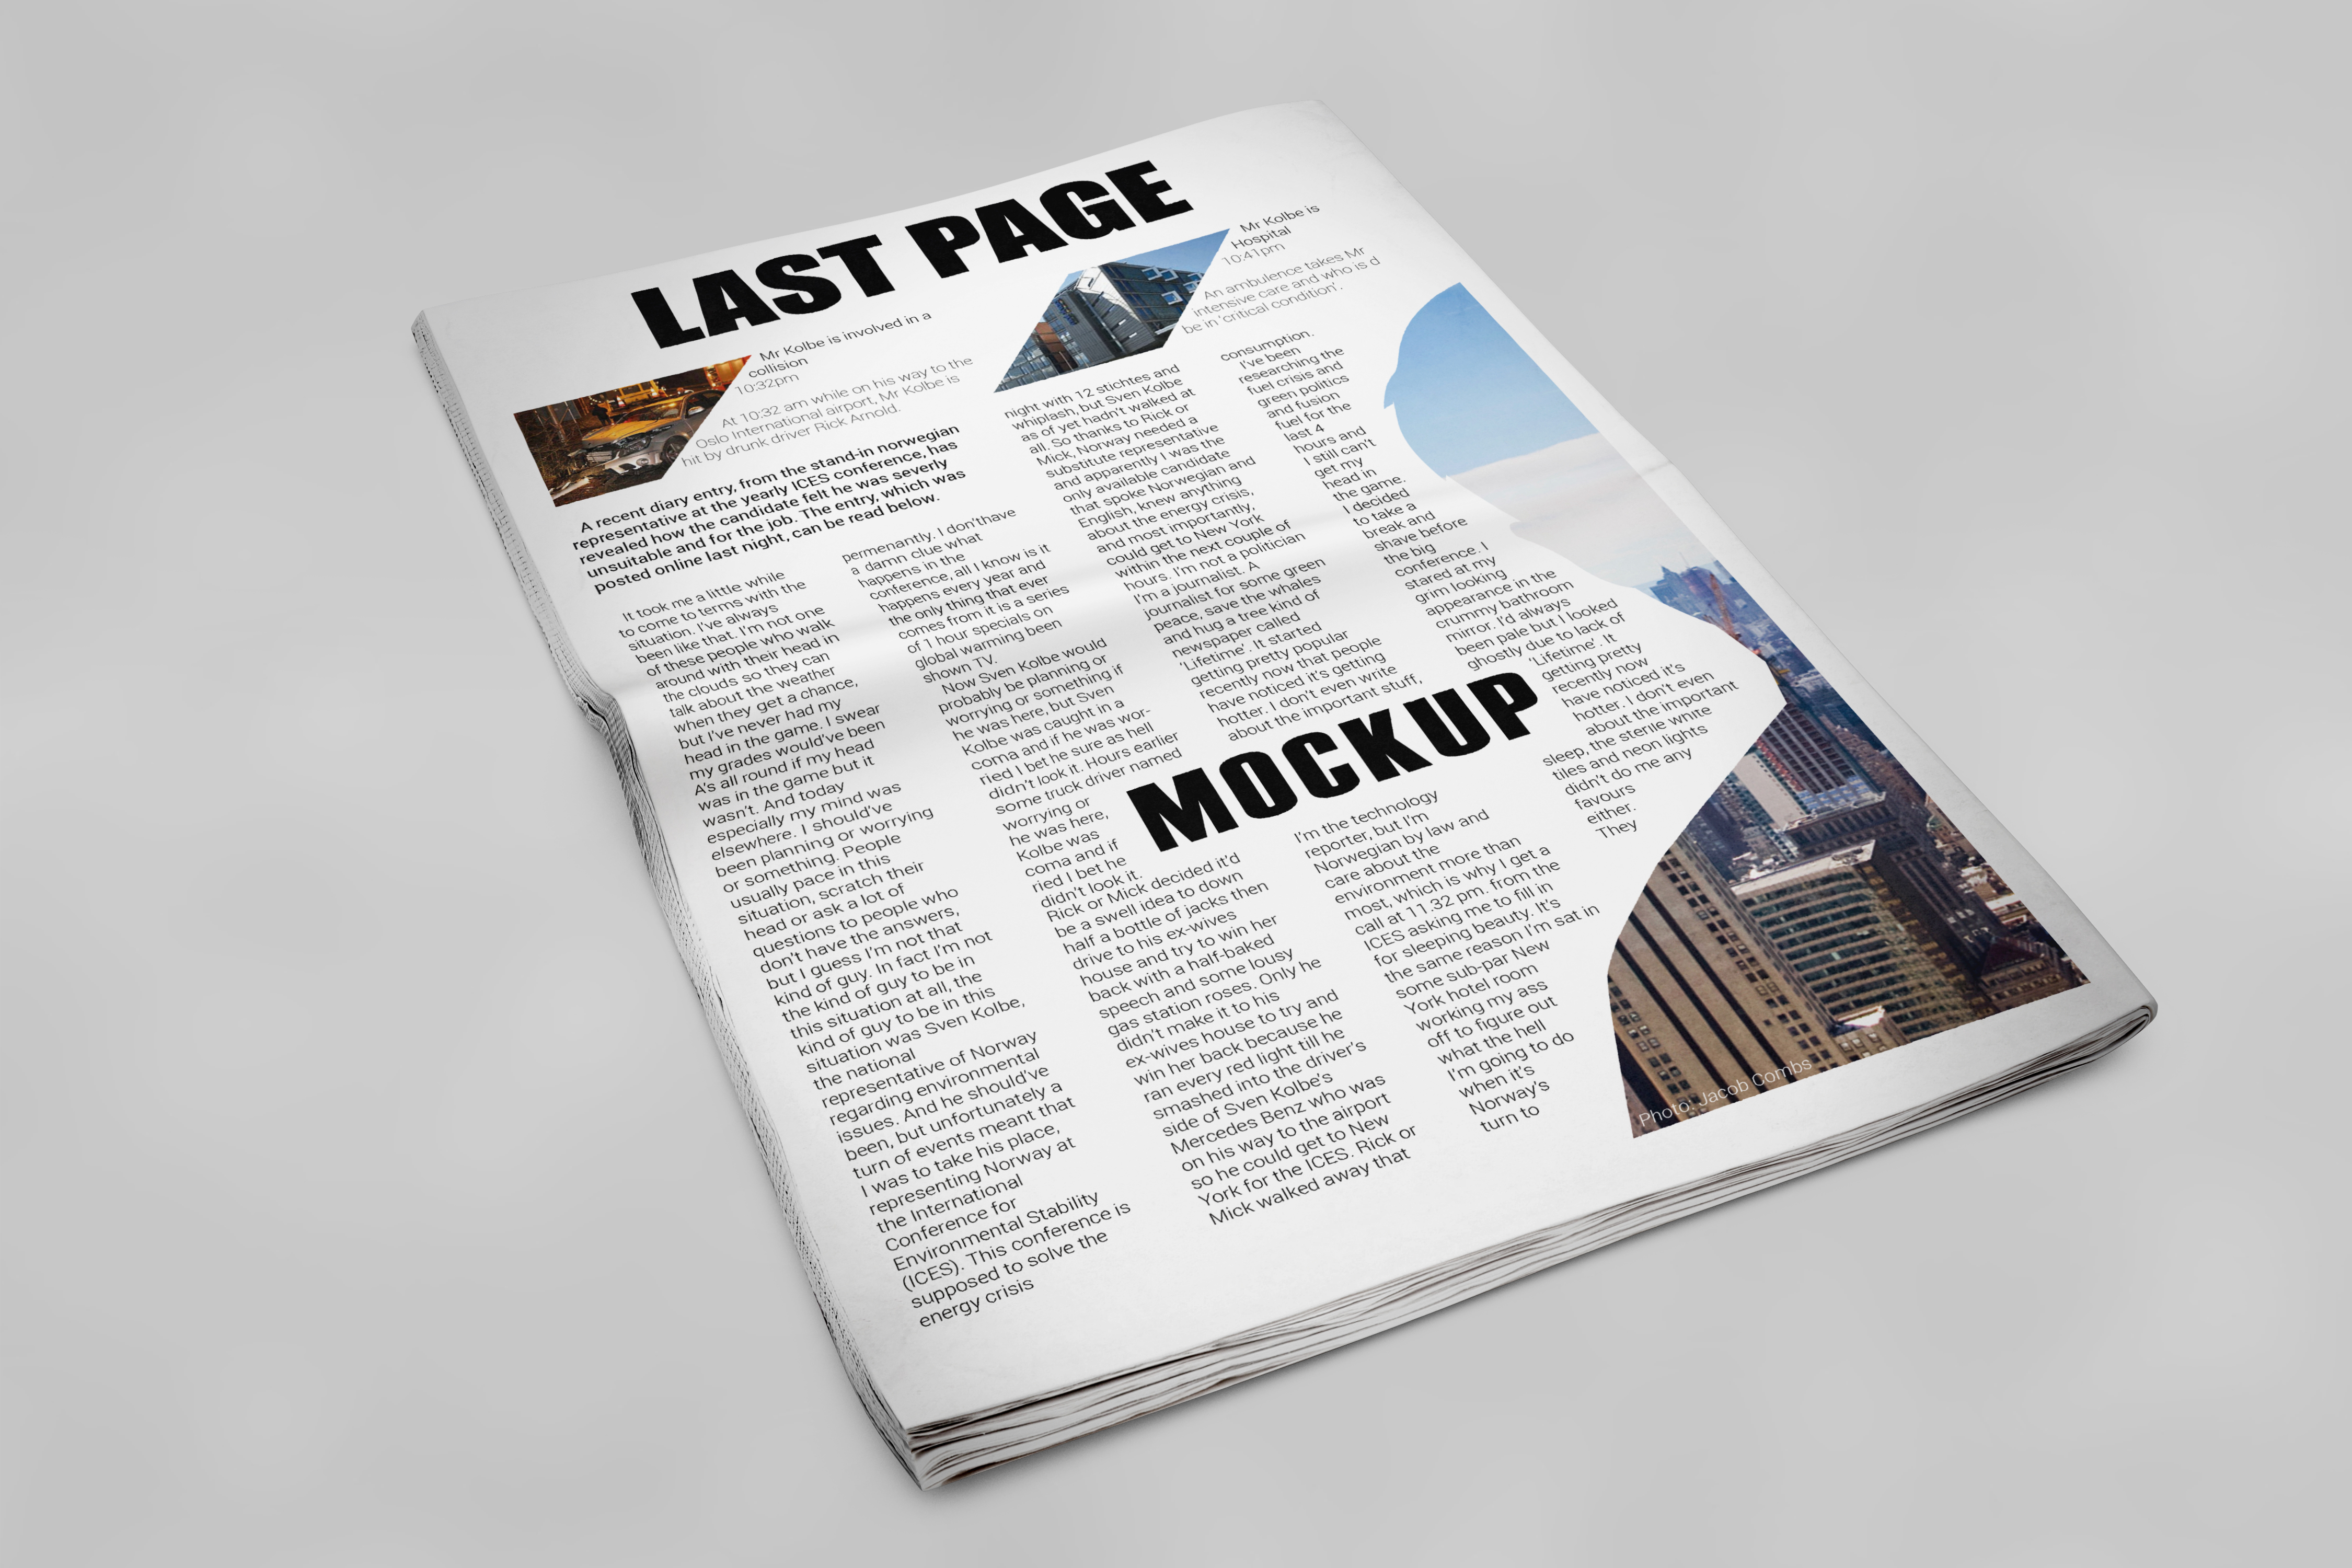 LAST PAGE
Mr Kolbe is involved in a
collision
10:32pm
At 10:32 am while on his way to the
Oslo International airport, Mr Kolbe is
hit by drunk driver Rick Arnold.
Mr Kolbe is
Hospital
10:41pm
An ambulance takes Mr
intensive care and who is d
be in 'critical condition'.
A recent diary entry, from the stand-in norwegian
representative at the yearly ICES conference, has
revealed how the candidate felt he was severly
unsuitable and for the job. The entry, which was
posted online last night, can be read below.
It took me a little while
to come to terms with the
situation. I've always
been like that. I'm not one
of these people who walk
around with their head in
the clouds so they can
talk about the weather
when they get a chance,
but I've never had my
head in the game. I swear
my grades would've been
A's all round if my head
was in the game but it
wasn't. And today
especially my mind was
elsewhere. I should've
been planning or worrying
or something. People
usually pace in this
situation, scratch their
head or ask a lot of
questions to people who
don't have the answers,
but I guess I'm not that
kind of guy. In fact I'm not
the kind of guy to be in
this situation at all, the
kind of guy to be in this
situation was Sven Kolbe,
the national
representative of Norway
regarding environmental
issues. And he should've
been, but unfortunately a
turn of events meant that
I was to take his place,
representing Norway at
the International
Conference for
Environmental Stability
(ICES). This conference is
supposed to solve the
energy crisis
permenantly. I don'thave
a damn clue what
happens in the
conference, all I know is it
happens every year and
the only thing that ever
comes from it is a series
of 1 hour specials on
global warming been
shown TV.
Now Sven Kolbe would
probably be planning or
worrying or something if
he was here, but Sven
Kolbe was caught in a
coma and if he was wor-
ried I bet he sure as hell
didn't look it. Hours earlier
some truck driver named
worrying or
he was here,
Kolbe was
coma and if
ried I bet he
didn't look it.
Rick or Mick decided it'd
be a swell idea to down
half a bottle of jacks then
drive to his ex-wives
house and try to win her
back with a half-baked
speech and some lousy
gas station roses. Only he
didn't make it to his
ex-wives house to try and
win her back because he
ran every red light till he
smashed into the driver's
side of Sven Kolbe's
Mercedes Benz who was
on his way to the airport
so he could get to New
York for the ICES. Rick or
Mick walked away that
night with 12 stichtes and
whiplash, but Sven Kolbe
as of yet hadn't walked at
all. So thanks to Rick or
Mick, Norway needed a
substitute representative
and apparently I was the
only available candidate
that spoke Norwegian and
English, knew anything
about the energy crisis,
and most importantly,
could get to New York
within the next couple of
hours. I'm not a politician
I'm a journalist. A
journalist for some green
peace, save the whales
and hug a tree kind of
newspaper called
'Lifetime'. It started
getting pretty popular
recently now that people
have noticed it's getting
hotter. I don't even write
about the important stuff,
MOCKUP
I'm the technology
reporter, but I'm
Norwegian by law and
care about the
environment more than
most, which is why I get a
call at 11.32 pm. from the
ICES asking me to fill in
for sleeping beauty. It's
the same reason I'm sat in
some sub-par New
York hotel room
working my ass
off to figure out
what the hell
I'm going to do
when it's
Norway's
turn to
consumption.
I've been
researching the
fuel crisis and
green politics
and fusion
fuel for the
last 4
hours and
I still can't
get my
head in
the game.
I decided
to take a
break and
shave before
the big
conference. I
stared at my
grim looking
appearance in the
crummy bathroom
mirror. I'd always
been pale but I looked
ghostly due to lack of
'Lifetime'. It
getting pretty
recently now
have noticed it's
hotter. I don't even
about the important
sleep, the sterile white
tiles and neon lights
didn't do me any
favours
either.
They
Photo: Jacob Combs